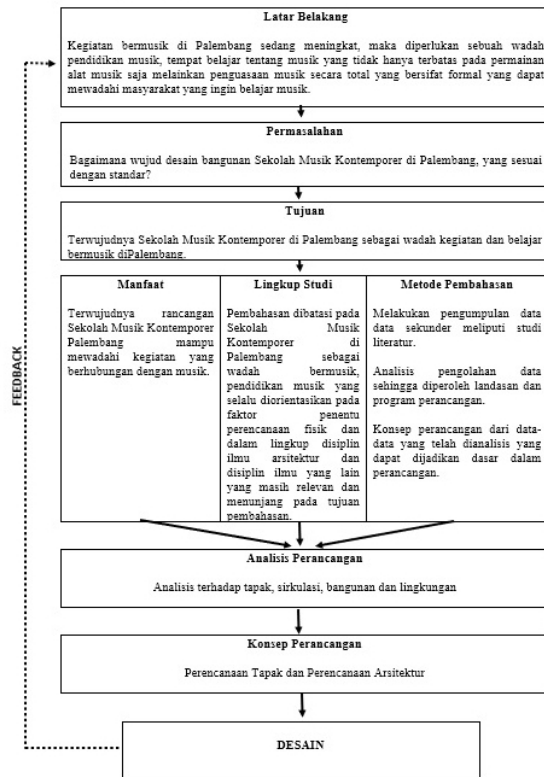 Latar Belakang
Kegiatan bermusik di Palembang sedang meningkat, maka diperlukan sebuah wadah
pendidikan musik, tempat belajar tentang musik yang tidak hanya terbatas pada permainan
alat musik saja melainkan penguasaan musik secara total yang bersifat formal yang dapat
mewadahi masyarakat yang ingin belajar musik.
Permasalahan
Bagaimana wujud desain bangunan Sekolah Musik Kontemporer di Palembang, yang sesuai
dengan standar?
Tujuan
Terwujudnya Sekolah Musik Kontemporer di Palembang sebagai wadah kegiatan dan belajar
bermusik diPalembang.
Manfaat
Terwujudnya rancangan
Sekolah Musik Kontemporer
Palembang mampu
mewadahi kegiatan yang
berhubungan dengan musik.
Lingkup Studi
Pembahasan dibatasi pada
Sekolah Musik
Kontemporer di
Palembang sebagai
wadah bermusik,
pendidikan musik yang
selalu diorientasikan pada
faktor penentu
perencanaan fisik dan
dalam lingkup disiplin
ilmu arsitektur dan
disiplin ilmu yang lain
yang masih relevan dan
menunjang pada tujuan
pembahasan.
Metode Pembahasan
Melakukan pengumpulan data
data sekunder meliputi studi
literatur.
Analisis pengolahan data
sehingga diperoleh landasan dan
program perancangan.
Konsep perancangan dari data-
data yang telah dianalisis yang
dapat dijadikan dasar dalam
perancangan.
FEEDBACK
Analisis Perancangan
Analisis terhadap tapak, sirkulasi, bangunan dan lingkungan
Konsep Perancangan
Perencanaan Tapak dan Perencanaan Arsitektur
DESAIN